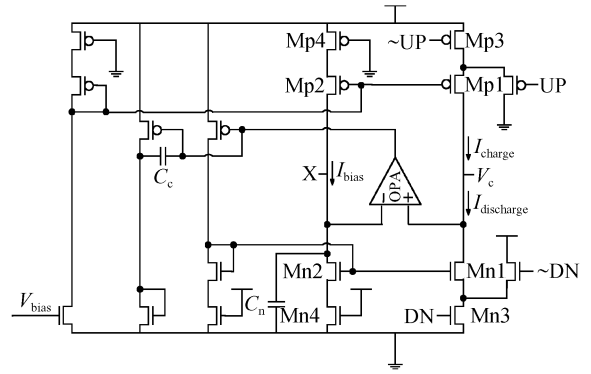 Mp4
~UP
Mp3
Mp2
Mp1
UP
Cc
X
Ibias
OPA
− +
Icharge
Vc
Idischarge
Mn2
Mn1
~DN
Vbias
Cn
Mn4
DN
Mn3